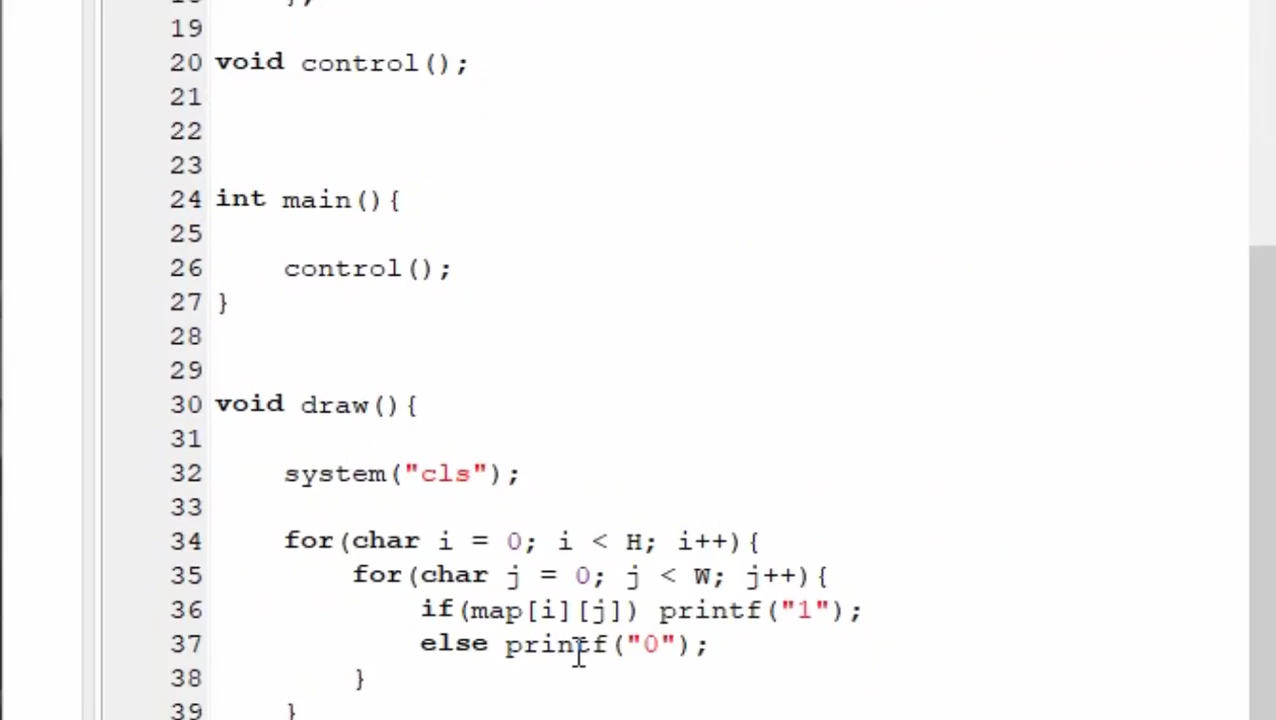 18 };
19
20 void control();
21
22
23
24 int main(){
25
26 control();
27 }
28
29
30 void draw(){
31
32 system("cls");
33
34 for(char i = 0; i < H; i++){
35 for(char j = 0; j < W; j++){
36 if(map[i][j]) printf("1");
37 else printf("0");
38 }
39 }